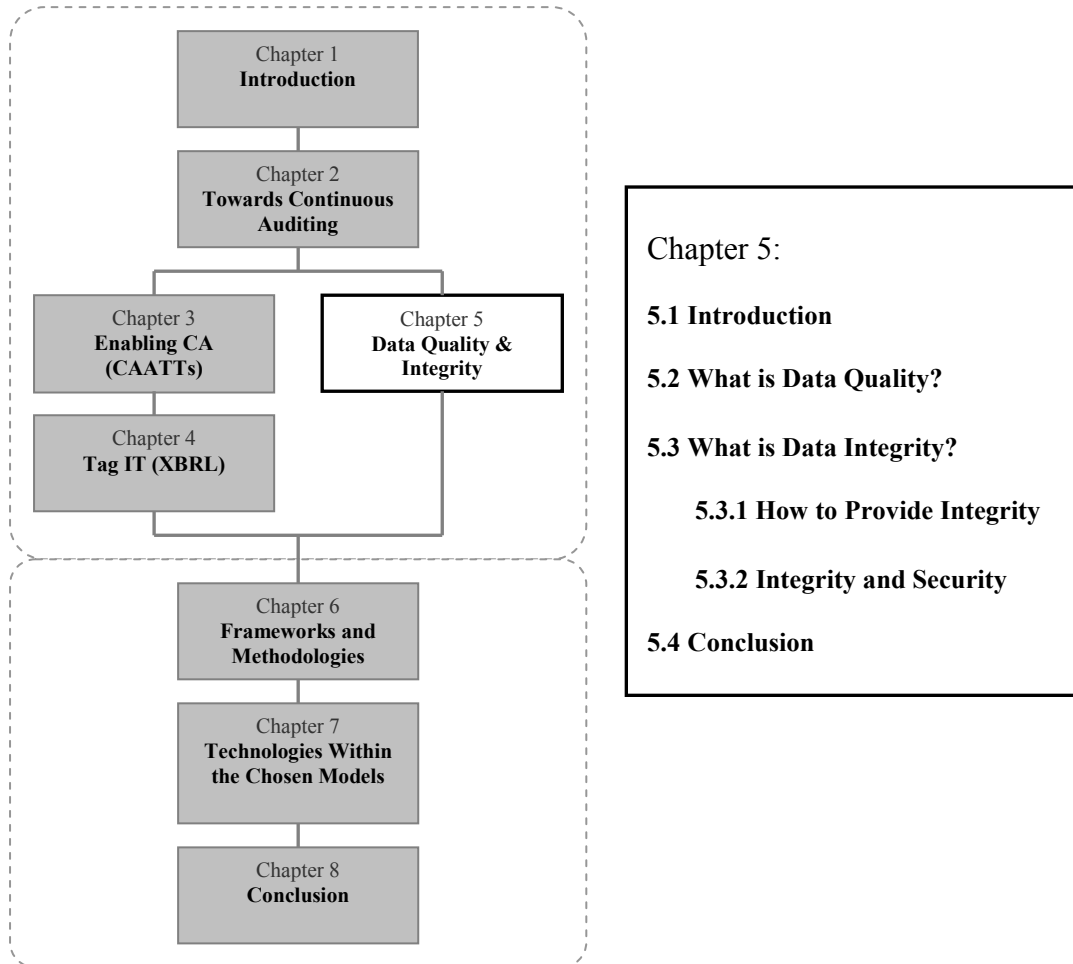 Chapter 1
Introduction
Chapter 2
Towards Continuous
Auditing
Chapter 3
Enabling CA
(CAATTs)
Chapter 5
Data Quality &
Integrity
Chapter 4
Tag IT (XBRL)
Chapter 6
Frameworks and
Methodologies
Chapter 7
Technologies Within
the Chosen Models
Chapter 8
Conclusion
Chapter 5:
5.1 Introduction
5.2 What is Data Quality?
5.3 What is Data Integrity?
5.3.1 How to Provide Integrity
5.3.2 Integrity and Security
5.4 Conclusion